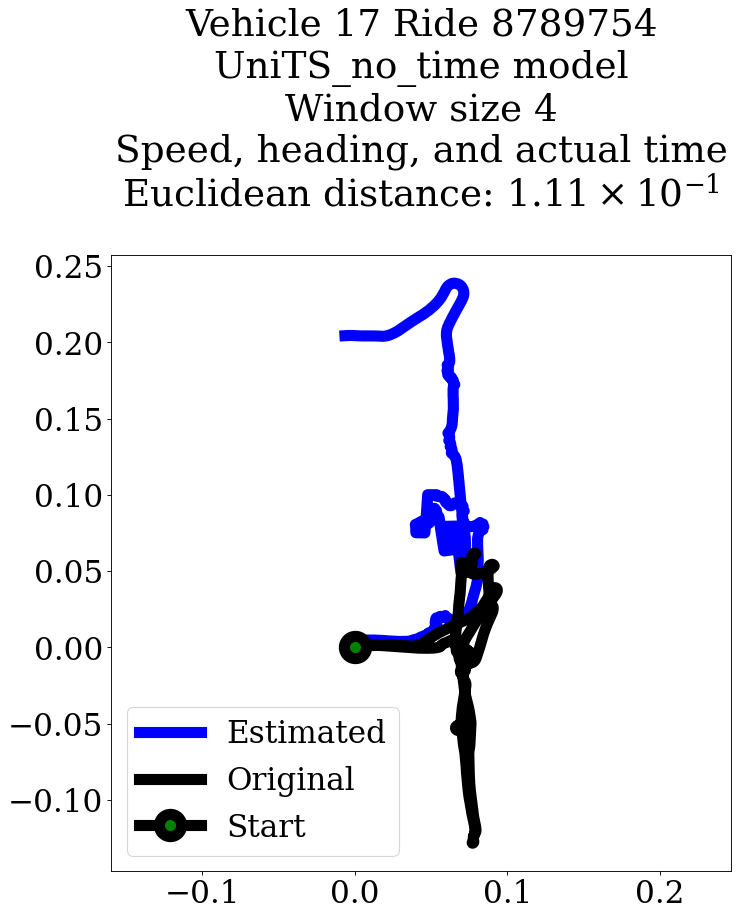 Vehicle 17 Ride 8789754
UniTS_no_time model
Window size 4
Speed, heading, and actual time
Euclidean distance: 1.11 × 10⁻¹
0.25
0.20
0.15
0.10
0.05
0.00
−0.05
−0.10
Estimated
Original
Start
−0.1
0.0
0.1
0.2